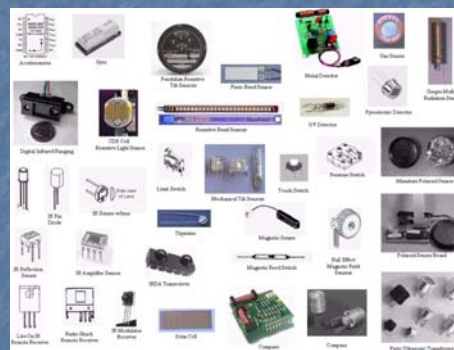 Accelerometer
Gyro
Pendulum Resistive
Tilt Sensors
Piezo Bend Sensor
Metal Detector
Gas Sensor
Geiger-Muller
Radiation Sensor
Pyroelectric Detector
UV Detector
Resistive Bend Sensors
Digital Infrared Ranging
CDS Cell
Resistive Light Sensor
Limit Switch
Mechanical Tilt Sensors
Touch Switch
Pressure Switch
Miniature Polaroid Sensor
IR Pin
Diode
IR Sensor w/lens
Thyristor
Magnetic Sensor
Hall Effect
Magnetic Field
Sensors
Polaroid Sensor Board
IR Reflection
Sensor
IR Amplifier Sensor
IRDA Transceiver
Magnetic Reed Switch
Lite-On IR
Remote Receiver
Radio Shack
Remote Receiver
IR Modulator
Receiver
Solar Cell
Compass
Compass
Piezo Ultrasonic Transducers